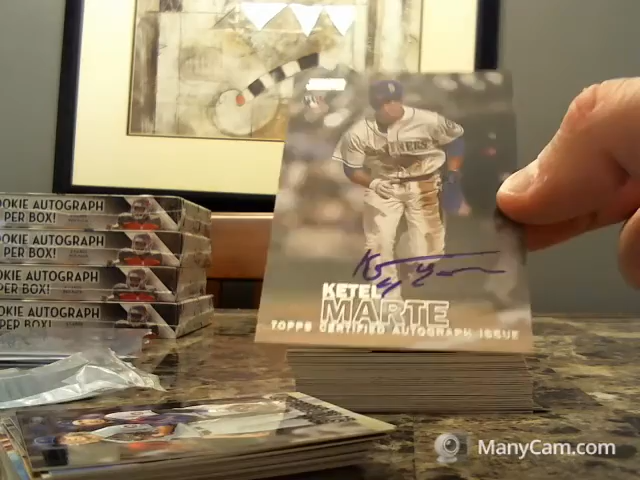 OOKIE AUTOGRAPH
PER BOX!
OKIE AUTOGRAPH
PER BOX!
OKIE AUTOGRAPH
PER BOX!
OKIE AUTOGRAPH
PER BOX!
KETEL
MARTE
TOPPS CERTIFIED AUTOGRAPH ISSUE
ManyCam.com